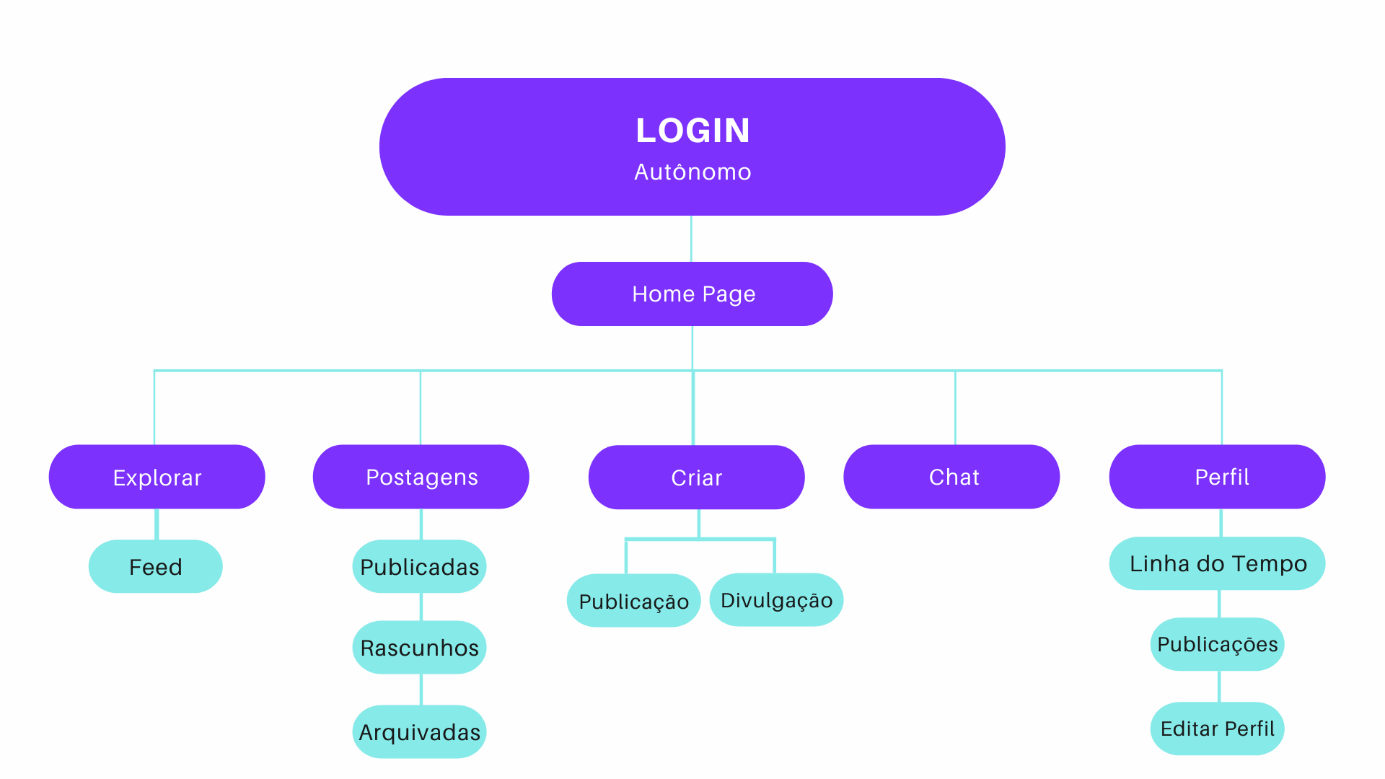 LOGIN
Autônomo
Home Page
Explorar
Postagens
Criar
Chat
Perfil
Feed
Publicadas
Rascunhos
Arquivadas
Publicação
Divulgação
Linha do Tempo
Publicações
Editar Perfil